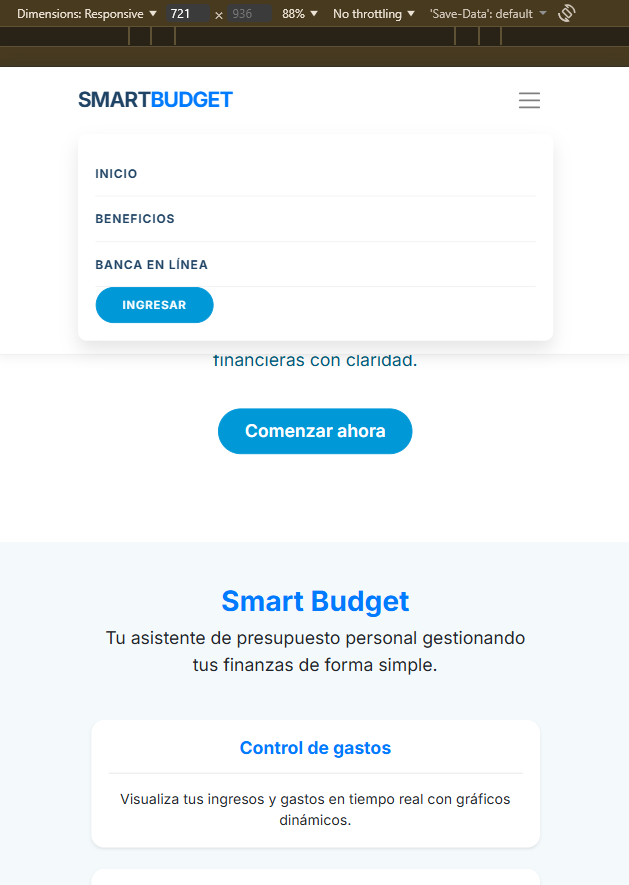 Dimensions: Responsive ▼ 721 × 936 88% ▼ No throttling ▼ 'Save-Data': default ▼
SMARTBUDGET
INICIO
BENEFICIOS
BANCA EN LÍNEA
INGRESAR
financieras con claridad.
Comenzar ahora
Smart Budget
Tu asistente de presupuesto personal gestionando
tus finanzas de forma simple.
Control de gastos
Visualiza tus ingresos y gastos en tiempo real con gráficos
dinámicos.